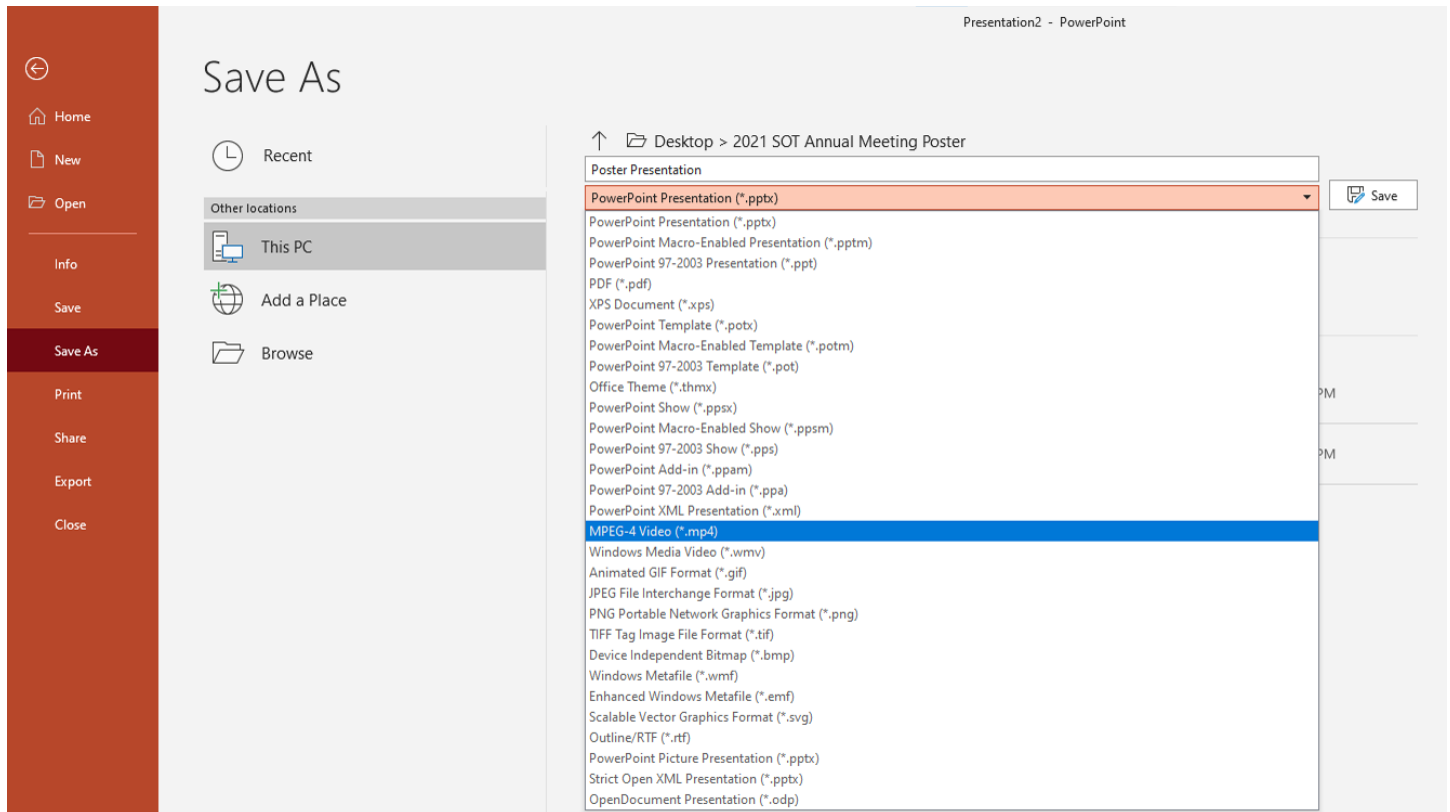 Presentation2 - PowerPoint
Save As
Home
New
Open
Info
Save
Save As
Print
Share
Export
Close
Recent
Other locations
This PC
Add a Place
Browse
Desktop > 2021 SOT Annual Meeting Poster
Poster Presentation
PowerPoint Presentation (*.pptx)
Save
PowerPoint Presentation (*.pptx)
PowerPoint Macro-Enabled Presentation (*.pptm)
PowerPoint 97-2003 Presentation (*.ppt)
PDF (*.pdf)
XPS Document (*.xps)
PowerPoint Template (*.potx)
PowerPoint Macro-Enabled Template (*.potm)
PowerPoint 97-2003 Template (*.pot)
Office Theme (*.thmx)
PowerPoint Show (*.ppsx)
PowerPoint Macro-Enabled Show (*.ppsm)
PowerPoint 97-2003 Show (*.pps)
PowerPoint Add-in (*.ppam)
PowerPoint 97-2003 Add-in (*.ppa)
PowerPoint XML Presentation (*.xml)
MPEG-4 Video (*.mp4)
Windows Media Video (*.wmv)
Animated GIF Format (*.gif)
JPEG File Interchange Format (*.jpg)
PNG Portable Network Graphics Format (*.png)
TIFF Tag Image File Format (*.tif)
Device Independent Bitmap (*.bmp)
Windows Metafile (*.wmf)
Enhanced Windows Metafile (*.emf)
Scalable Vector Graphics Format (*.svg)
Outline/RTF (*.rtf)
PowerPoint Picture Presentation (*.pptx)
Strict Open XML Presentation (*.pptx)
OpenDocument Presentation (*.odp)
PM
PM